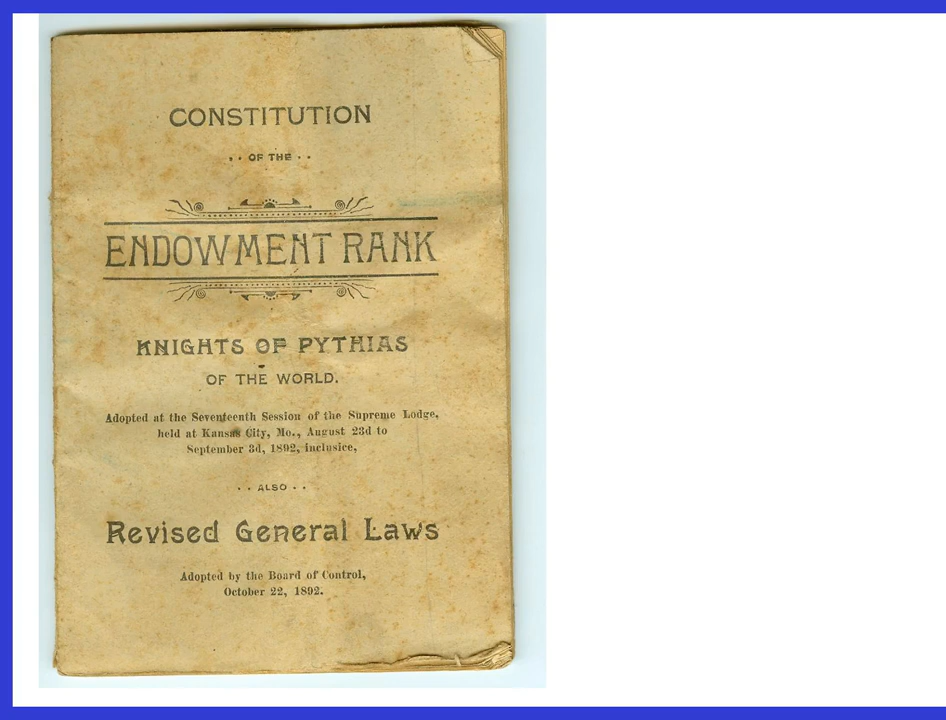 CONSTITUTION
. . OF THE . .
ENDOWMENT RANK
KNIGHTS OF PYTHIAS
OF THE WORLD.
Adopted at the Seventeenth Session of the Supreme Lodge,
held at Kansas City, Mo., August 23d to
September 3d, 1892, inclusice,
. . ALSO . .
Revised General Laws
Adopted by the Board of Control,
October 22, 1892.